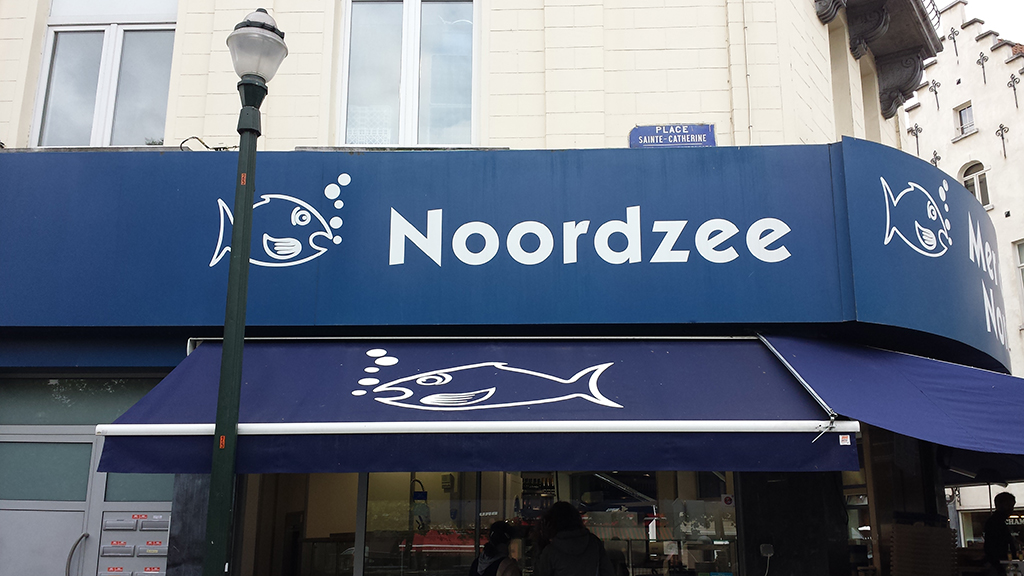 PLACE
SAINTE-CATHERINE
Noordzee